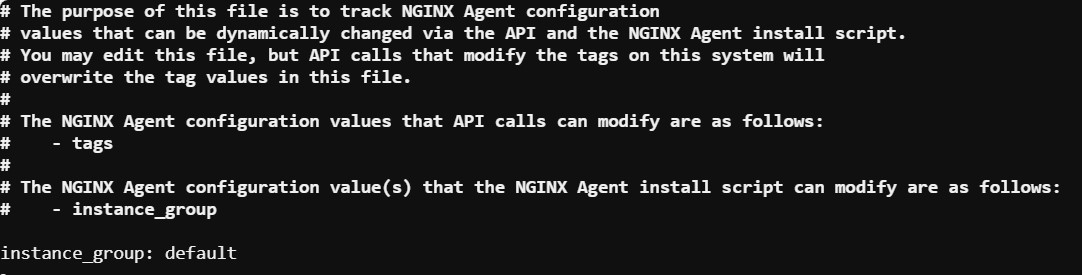 # The purpose of this file is to track NGINX Agent configuration
# values that can be dynamically changed via the API and the NGINX Agent install script.
# You may edit this file, but API calls that modify the tags on this system will
# overwrite the tag values in this file.
#
# The NGINX Agent configuration values that API calls can modify are as follows:
#    - tags
#
# The NGINX Agent configuration value(s) that the NGINX Agent install script can modify are as follows:
#    - instance_group

instance_group: default